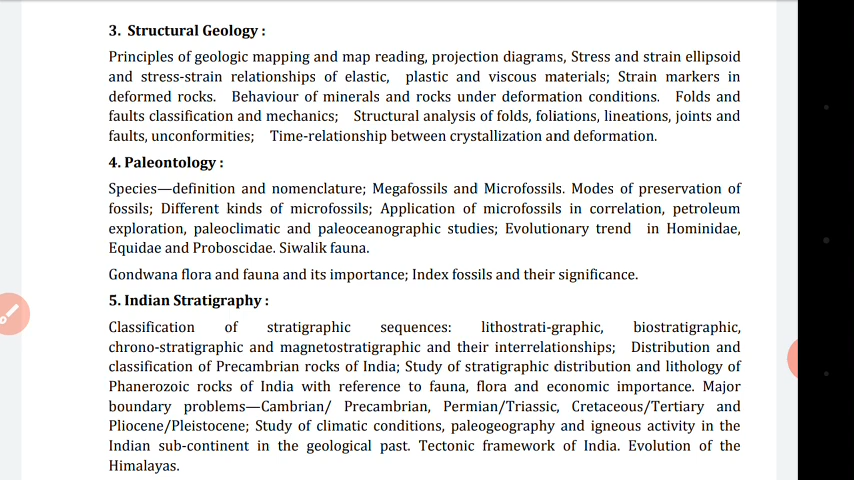 3. Structural Geology :
Principles of geologic mapping and map reading, projection diagrams, Stress and strain ellipsoid
and stress-strain relationships of elastic, plastic and viscous materials; Strain markers in
deformed rocks. Behaviour of minerals and rocks under deformation conditions. Folds and
faults classification and mechanics; Structural analysis of folds, foliations, lineations, joints and
faults, unconformities; Time-relationship between crystallization and deformation.
4. Paleontology :
Species—definition and nomenclature; Megafossils and Microfossils. Modes of preservation of
fossils; Different kinds of microfossils; Application of microfossils in correlation, petroleum
exploration, paleoclimatic and paleoceanographic studies; Evolutionary trend in Hominidae,
Equidae and Proboscidae. Siwalik fauna.
Gondwana flora and fauna and its importance; Index fossils and their significance.
5. Indian Stratigraphy :
Classification of stratigraphic sequences: lithostrati-graphic, biostratigraphic,
chrono-stratigraphic and magnetostratigraphic and their interrelationships; Distribution and
classification of Precambrian rocks of India; Study of stratigraphic distribution and lithology of
Phanerozoic rocks of India with reference to fauna, flora and economic importance. Major
boundary problems—Cambrian/ Precambrian, Permian/Triassic, Cretaceous/Tertiary and
Pliocene/Pleistocene; Study of climatic conditions, paleogeography and igneous activity in the
Indian sub-continent in the geological past. Tectonic framework of India. Evolution of the
Himalayas.